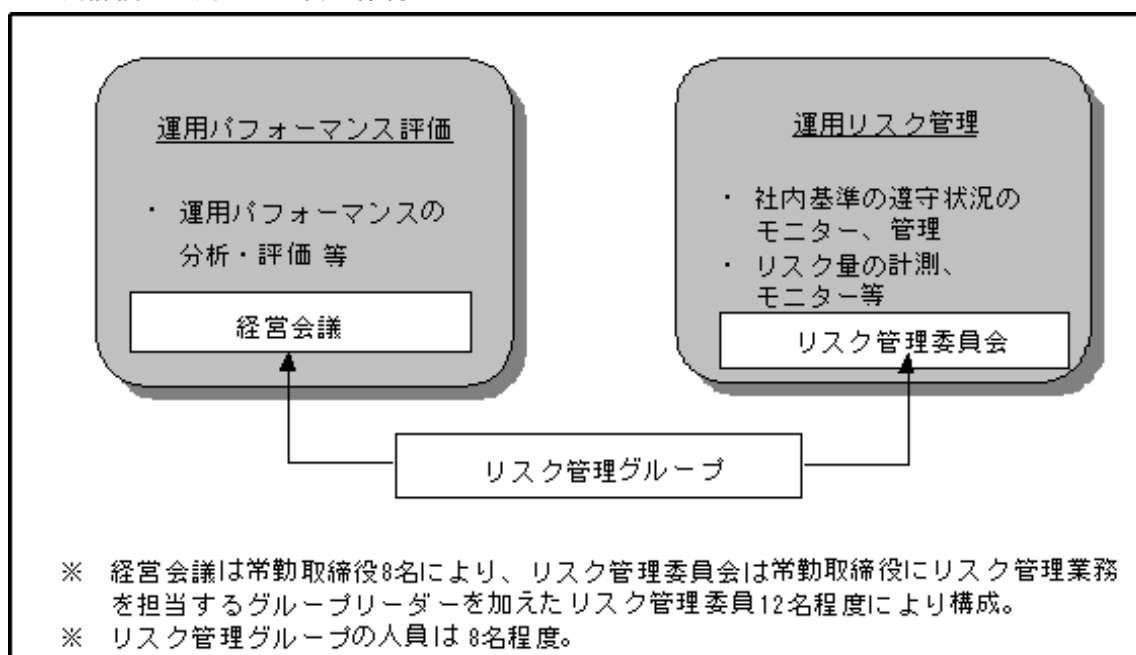 運用パフォーマンス評価
・ 運用パフォーマンスの
分析・評価 等
経営会議
運用リスク管理
・ 社内基準の遵守状況の
モニター、管理
・ リスク量の計測、
モニター等
リスク管理委員会
リスク管理グループ
※ 経営会議は常勤取締役8名により、リスク管理委員会は常勤取締役にリスク管理業務
を担当するグループリーダーを加えたリスク管理委員12名程度により構成。
※ リスク管理グループの人員は8名程度。